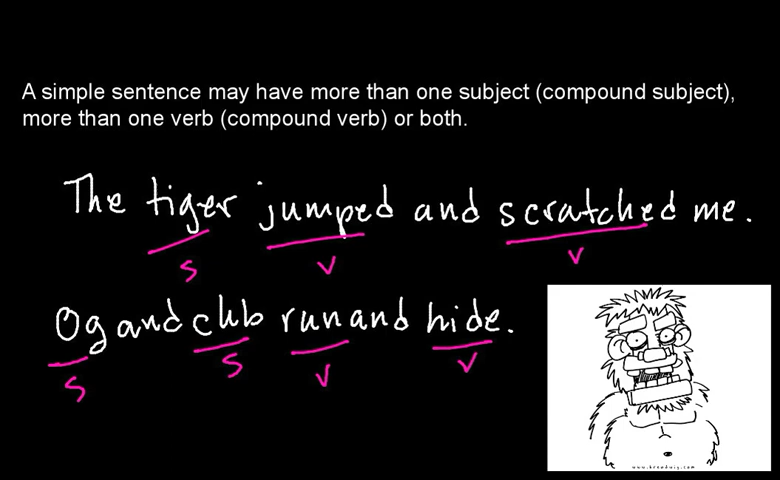 A simple sentence may have more than one subject (compound subject),
more than one verb (compound verb) or both.
The tiger jumped and scratched me.
S V V
Og and club run and hide.
S S V V